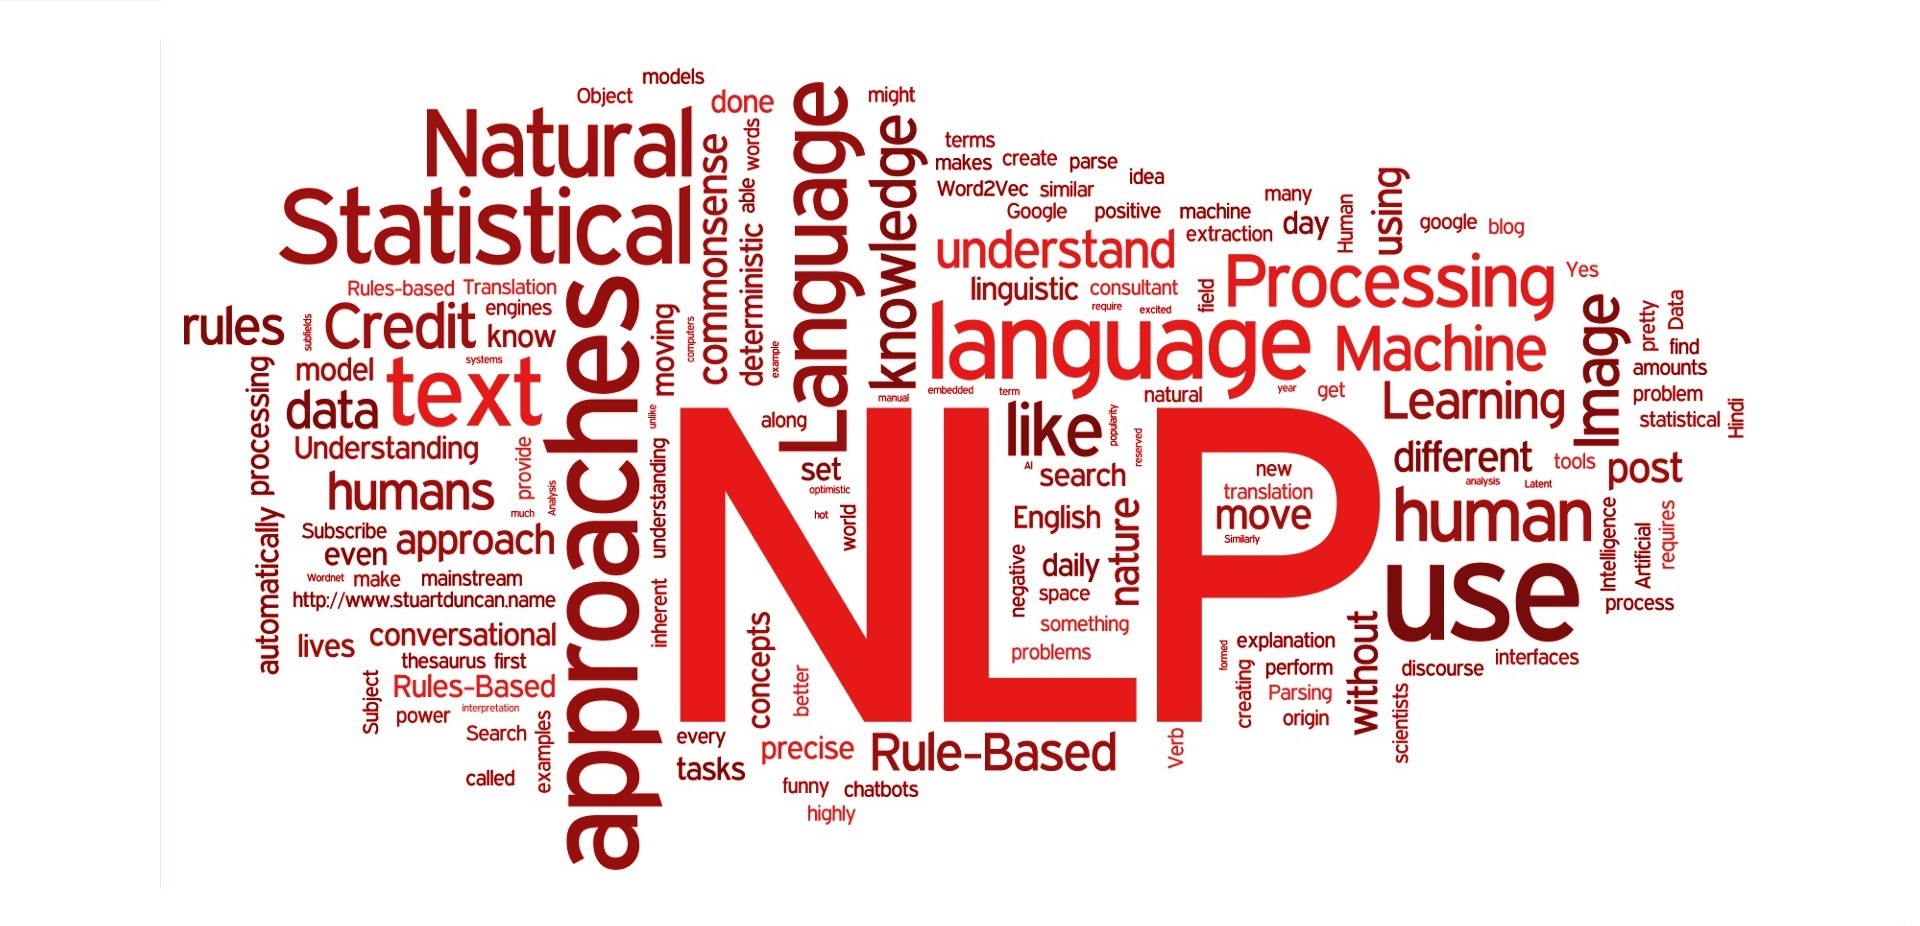 models
Object
done
might
Natural
Language
knowledge
commonsense
words
able
deterministic
example
terms
makes create parse
idea
Word2Vec similar
many
Google positive machine
day
Human
using
google blog
extraction
Statistical
understand
Processing
Yes
linguistic consultant
field
require
excited
Rules-based Translation
engines
rules
subfields
Credit
know
systems
moving
computers
language
Machine
Image
pretty
Data
find
amounts
problem
statistical
Hindi
model
text
data
processing
approaches
unlike
manual
embedded
term
natural
year
get
Learning
along
NLP
like
popularity
reserved
AI
search
Understanding
provide
understanding
set
optimistic
hot
world
new
translation
move
Similarly
different
tools
post
analysis
Latent
humans
much
Analysis
English
nature
human
Intelligence
Artificial
requires
automatically
Subscribe
even
approach
negative
daily
space
use
process
Wordnet make mainstream
http://www.stuartduncan.name
inherent
something
problems
lives
conversational
concepts
better
formed
explanation
creating
perform
Parsing
origin
without
discourse
interfaces
scientists
thesaurus first
Subject
Rules-Based
power
interpretation
Search
examples
called
every
tasks
precise
Rule-Based
Verb
funny chatbots
highly